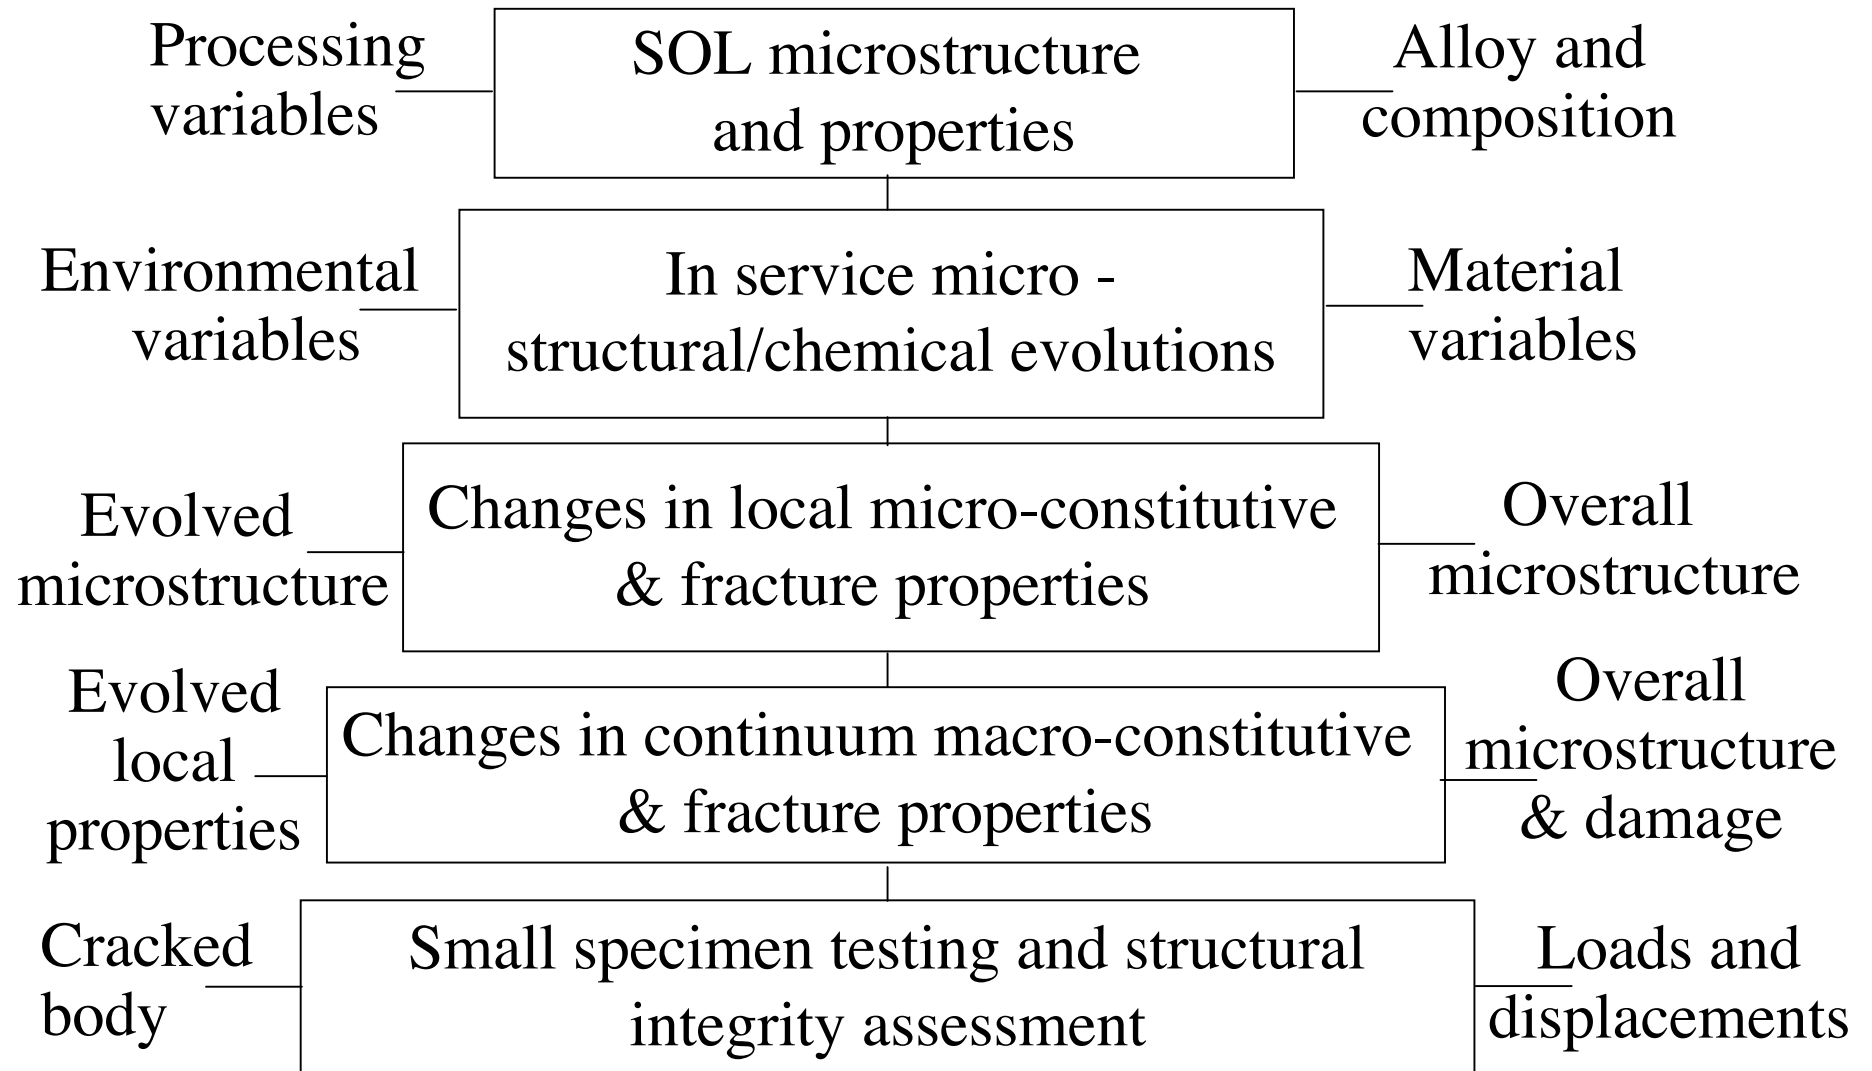 Processing
variables
SOL microstructure
and properties
Alloy and
composition
Environmental
variables
In service micro -
structural/chemical evolutions
Material
variables
Evolved
microstructure
Changes in local micro-constitutive
& fracture properties
Overall
microstructure
Evolved
local
properties
Changes in continuum macro-constitutive
& fracture properties
Overall
microstructure
& damage
Cracked
body
Small specimen testing and structural
integrity assessment
Loads and
displacements